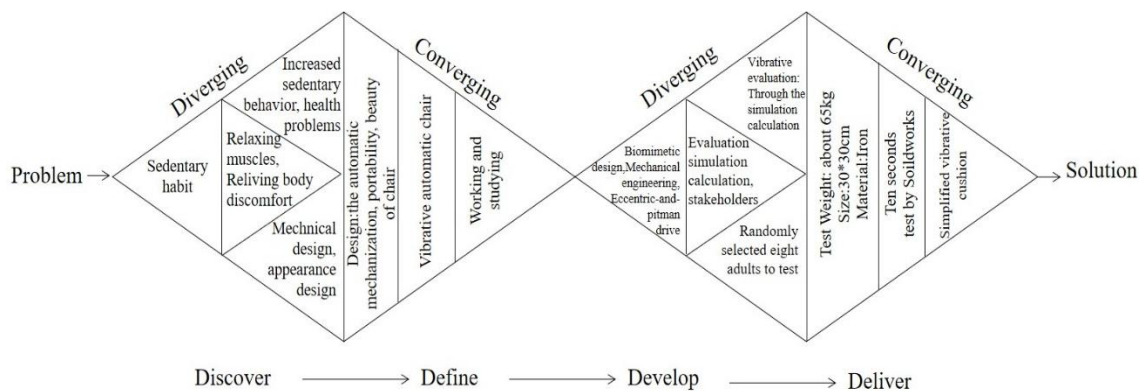 Problem
Diverging
Sedentary
habit
Increased
sedentary
behavior, health
problems
Relaxing
muscles,
Reliving body
discomfort
Mechnical
design,
appearance
design
Converging
Design:the automatic
mechanization, portability, beauty
of chair
Vibrative automatic chair
Working and
studying
Diverging
Biomimetic
design,Mechanical
engineering,
Eccentric-and-
pitman
drive
Vibrative
evaluation:
Through the
simulation
calculation
Evaluation
simulation
calculation,
stakeholders
Randomly
selected eight
adults to test
Converging
Test Weight: about 65kg
Size:30*30cm
Material:Iron
Ten seconds
test by Soildworks
Simplified vibrative
cushion
Solution
Discover
Define
Develop
Deliver